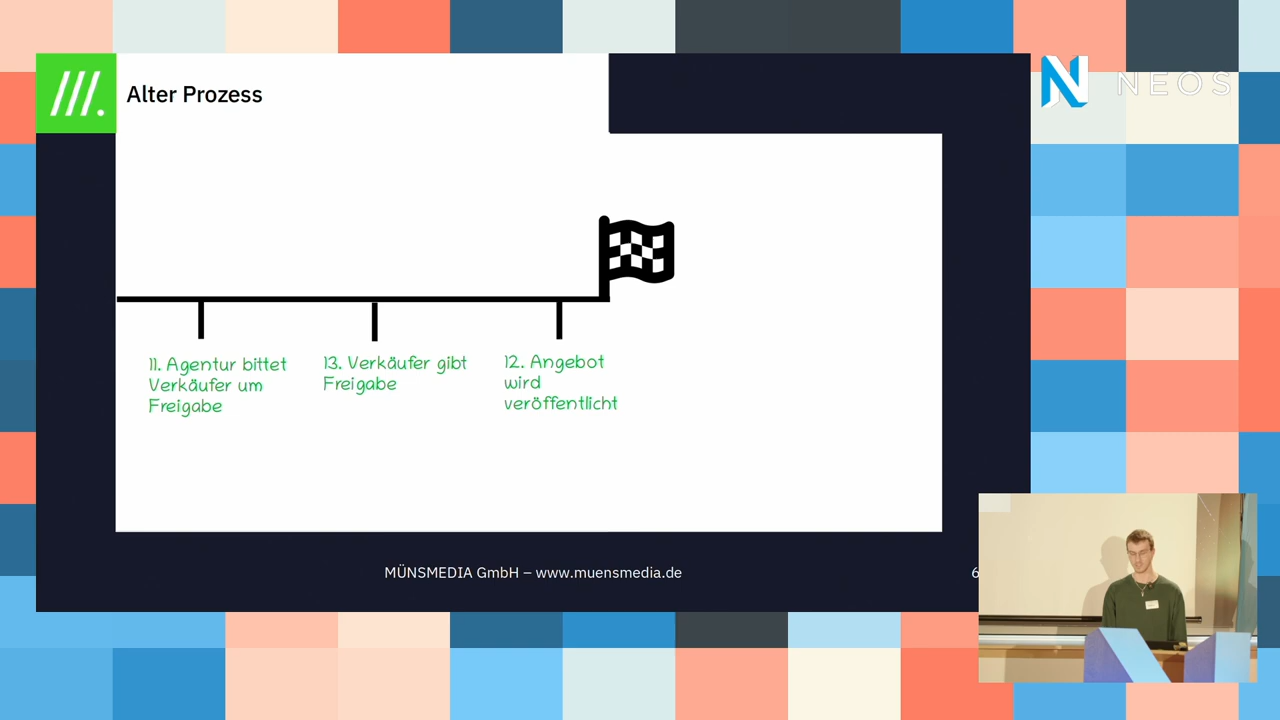 Alter Prozess
NEOS
11. Agentur bittet
Verkäufer um
Freigabe
13. Verkäufer gibt
Freigabe
12. Angebot
wird
veröffentlicht
MÜNSMEDIA GmbH – www.muensmedia.de
6